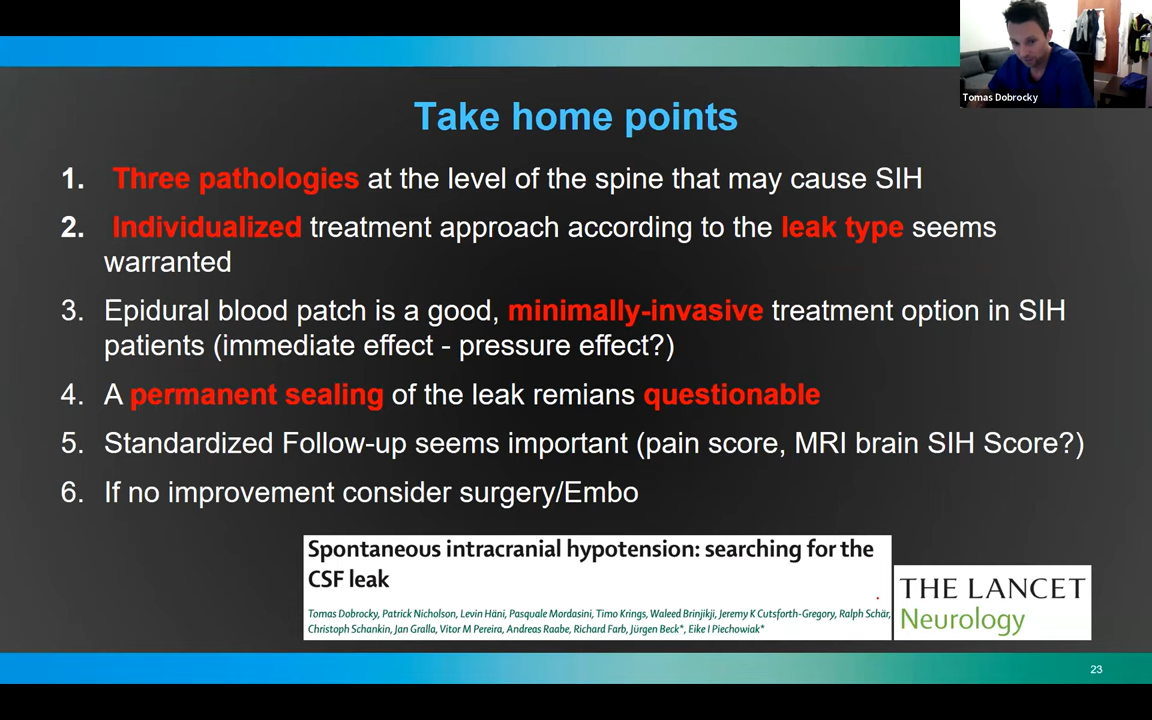 Tomas Dobrocky
Take home points
1. Three pathologies at the level of the spine that may cause SIH
2. Individualized treatment approach according to the leak type seems
warranted
3. Epidural blood patch is a good, minimally-invasive treatment option in SIH
patients (immediate effect - pressure effect?)
4. A permanent sealing of the leak remians questionable
5. Standardized Follow-up seems important (pain score, MRI brain SIH Score?)
6. If no improvement consider surgery/Embo
Spontaneous intracranial hypotension: searching for the
CSF leak
Tomas Dobrocky, Patrick Nicholson, Levin Häni, Pasquale Mordasini, Timo Krings, Waleed Brinjikji, Jeremy K Cutsforth-Gregory, Ralph Schär,
Christoph Schankin, Jan Gralla, Vitor M Pereira, Andreas Raabe, Richard Farb, Jürgen Beck*, Eike I Piechowiak*
THE LANCET
Neurology
23